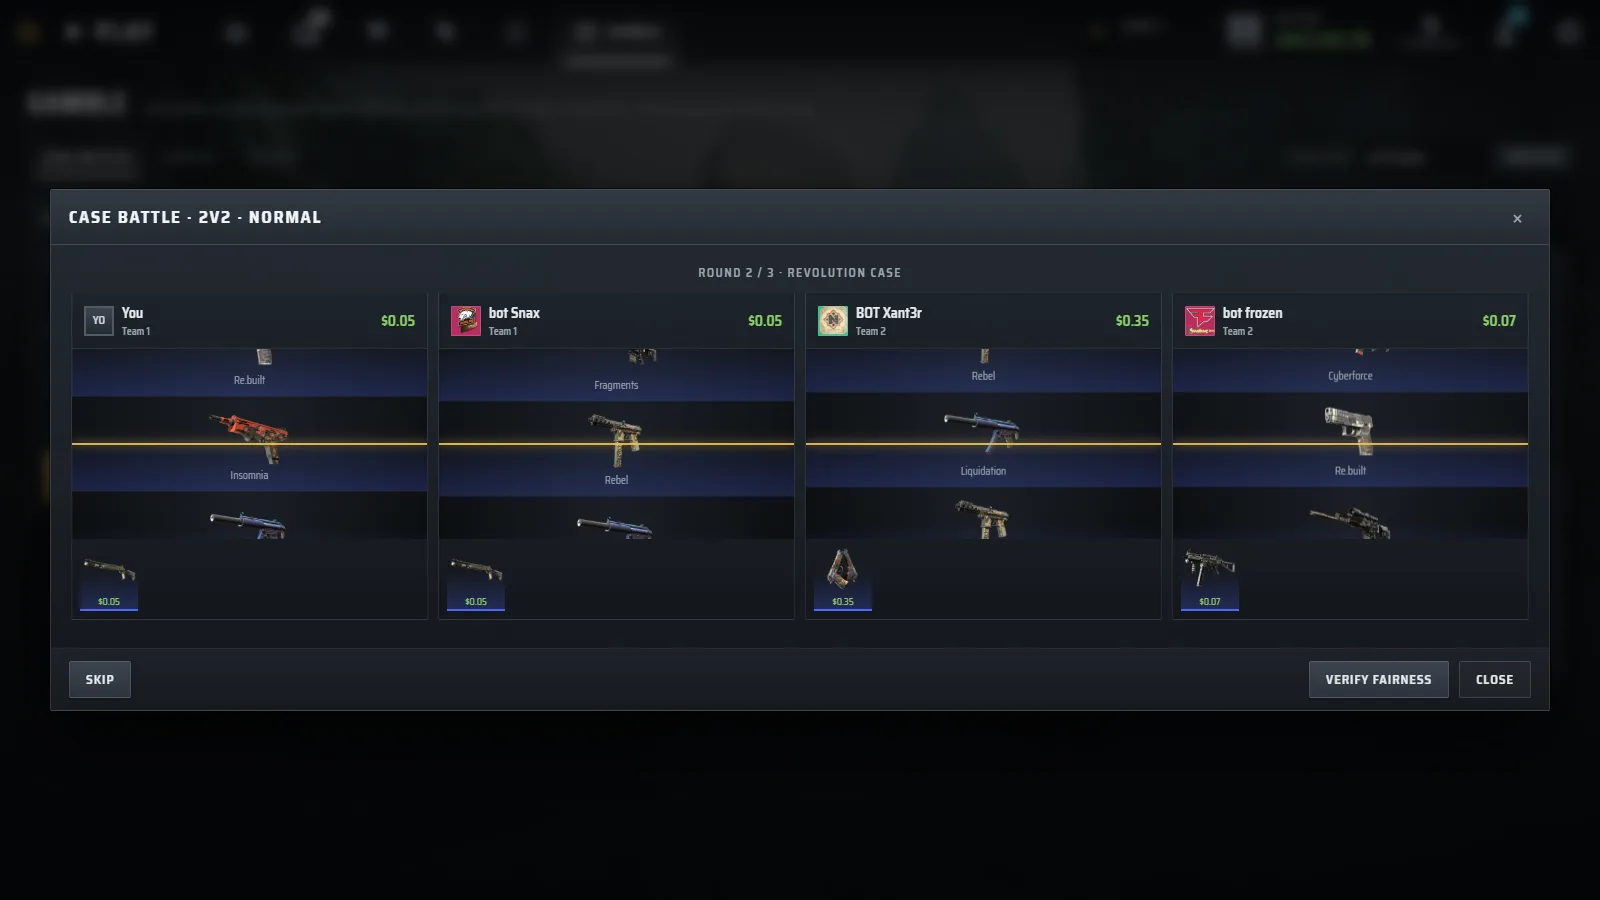 CASE BATTLE · 2V2 · NORMAL
×
ROUND 2 / 3 · REVOLUTION CASE
YO
You
Team 1
$0.05
bot Snax
Team 1
$0.05
BOT Xant3r
Team 2
$0.35
bot frozen
Team 2
$0.07
Re.built
Fragments
Rebel
Cyberforce
Insomnia
Rebel
Liquidation
Re.built
$0.05
$0.05
$0.35
$0.07
SKIP
VERIFY FAIRNESS
CLOSE